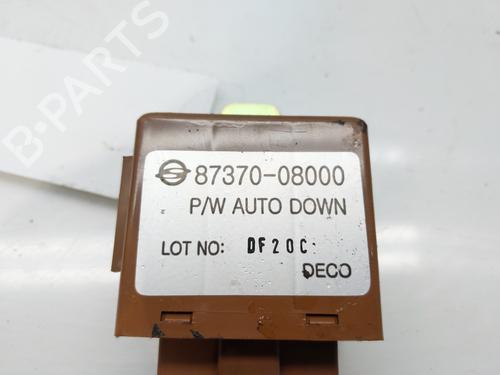 B-PARTS
87370-08000
P/W AUTO DOWN
LOT NO: DF20C
DECO